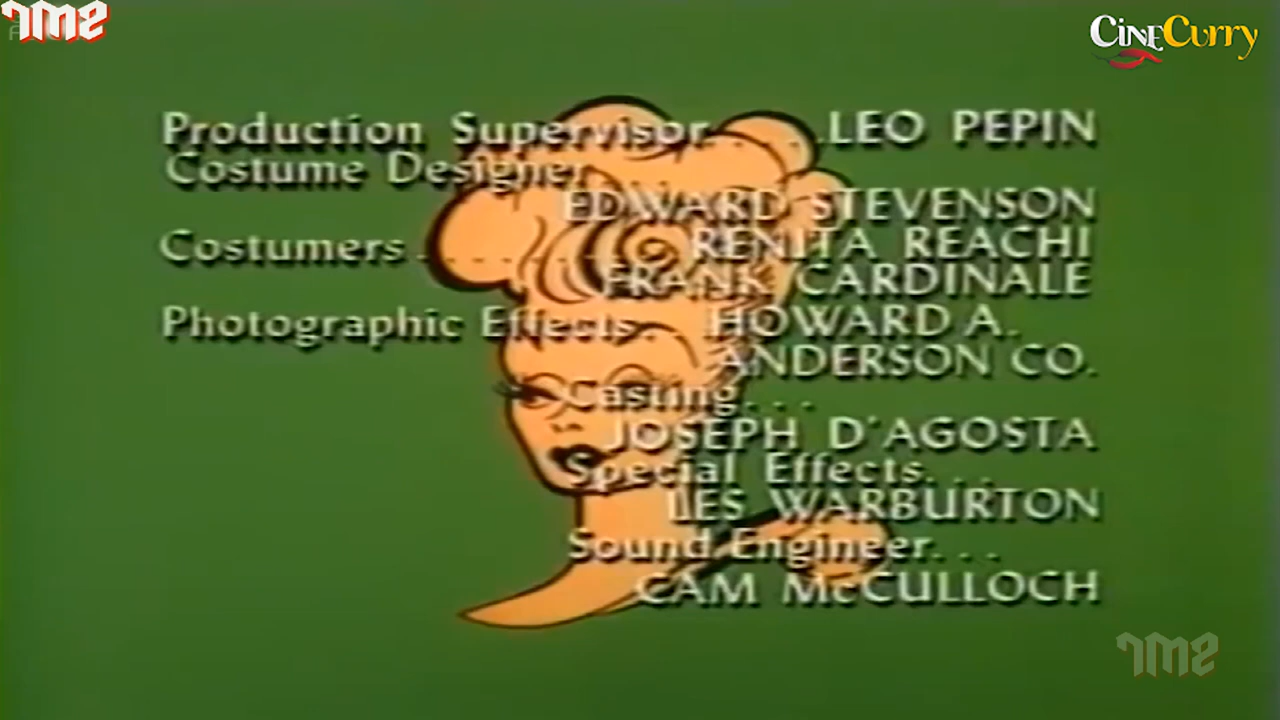 CineCurry
Production Supervisor. . . . .LEO PEPIN
Costume Designer
EDWARD STEVENSON
Costumers . . . . . . . . . . RENITA REACHI
FRANK CARDINALE
Photographic Effects. . . HOWARD A.
ANDERSON CO.
Casting. . . .
JOSEPH D'AGOSTA
Special Effects. . . .
LES WARBURTON
Sound Engineer. . . .
CAM McCULLOCH